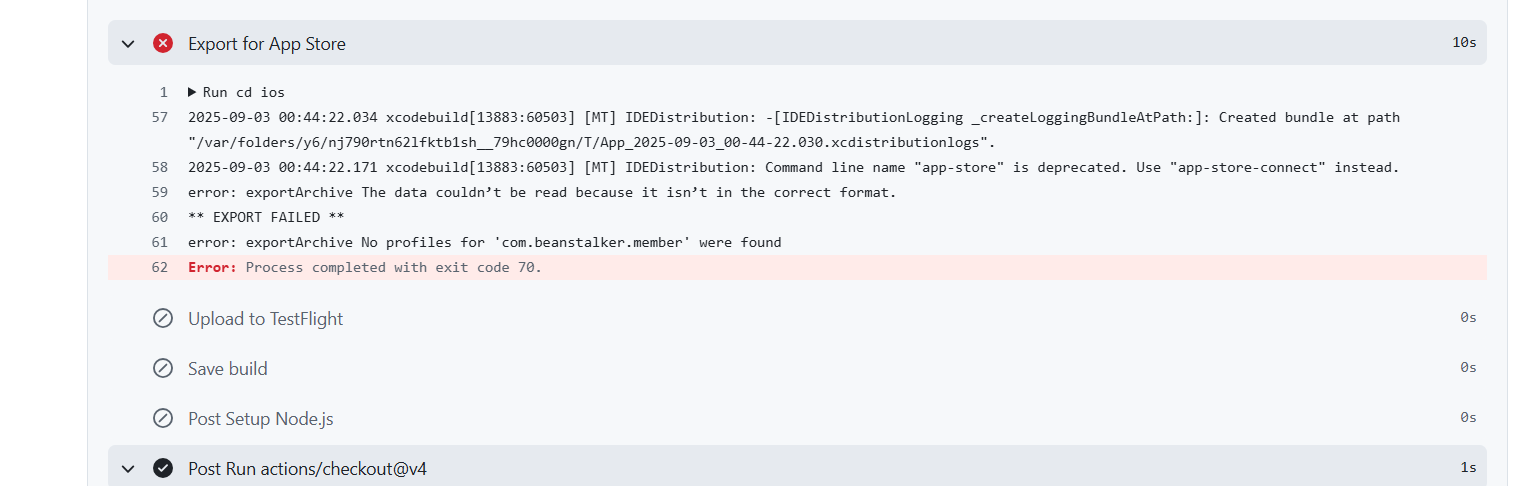 Export for App Store 10s
1 Run cd ios
57 2025-09-03 00:44:22.034 xcodebuild[13883:60503] [MT] IDEDistribution: -[IDEDistributionLogging _createLoggingBundleAtPath:]: Created bundle at path
"/var/folders/y6/nj790rtn62lfktb1sh__79hc0000gn/T/App_2025-09-03_00-44-22.030.xcdistributionlogs".
58 2025-09-03 00:44:22.171 xcodebuild[13883:60503] [MT] IDEDistribution: Command line name "app-store" is deprecated. Use "app-store-connect" instead.
59 error: exportArchive The data couldn’t be read because it isn’t in the correct format.
60 ** EXPORT FAILED **
61 error: exportArchive No profiles for 'com.beanstalker.member' were found
62 Error: Process completed with exit code 70.
Upload to TestFlight 0s
Save build 0s
Post Setup Node.js 0s
Post Run actions/checkout@v4 1s